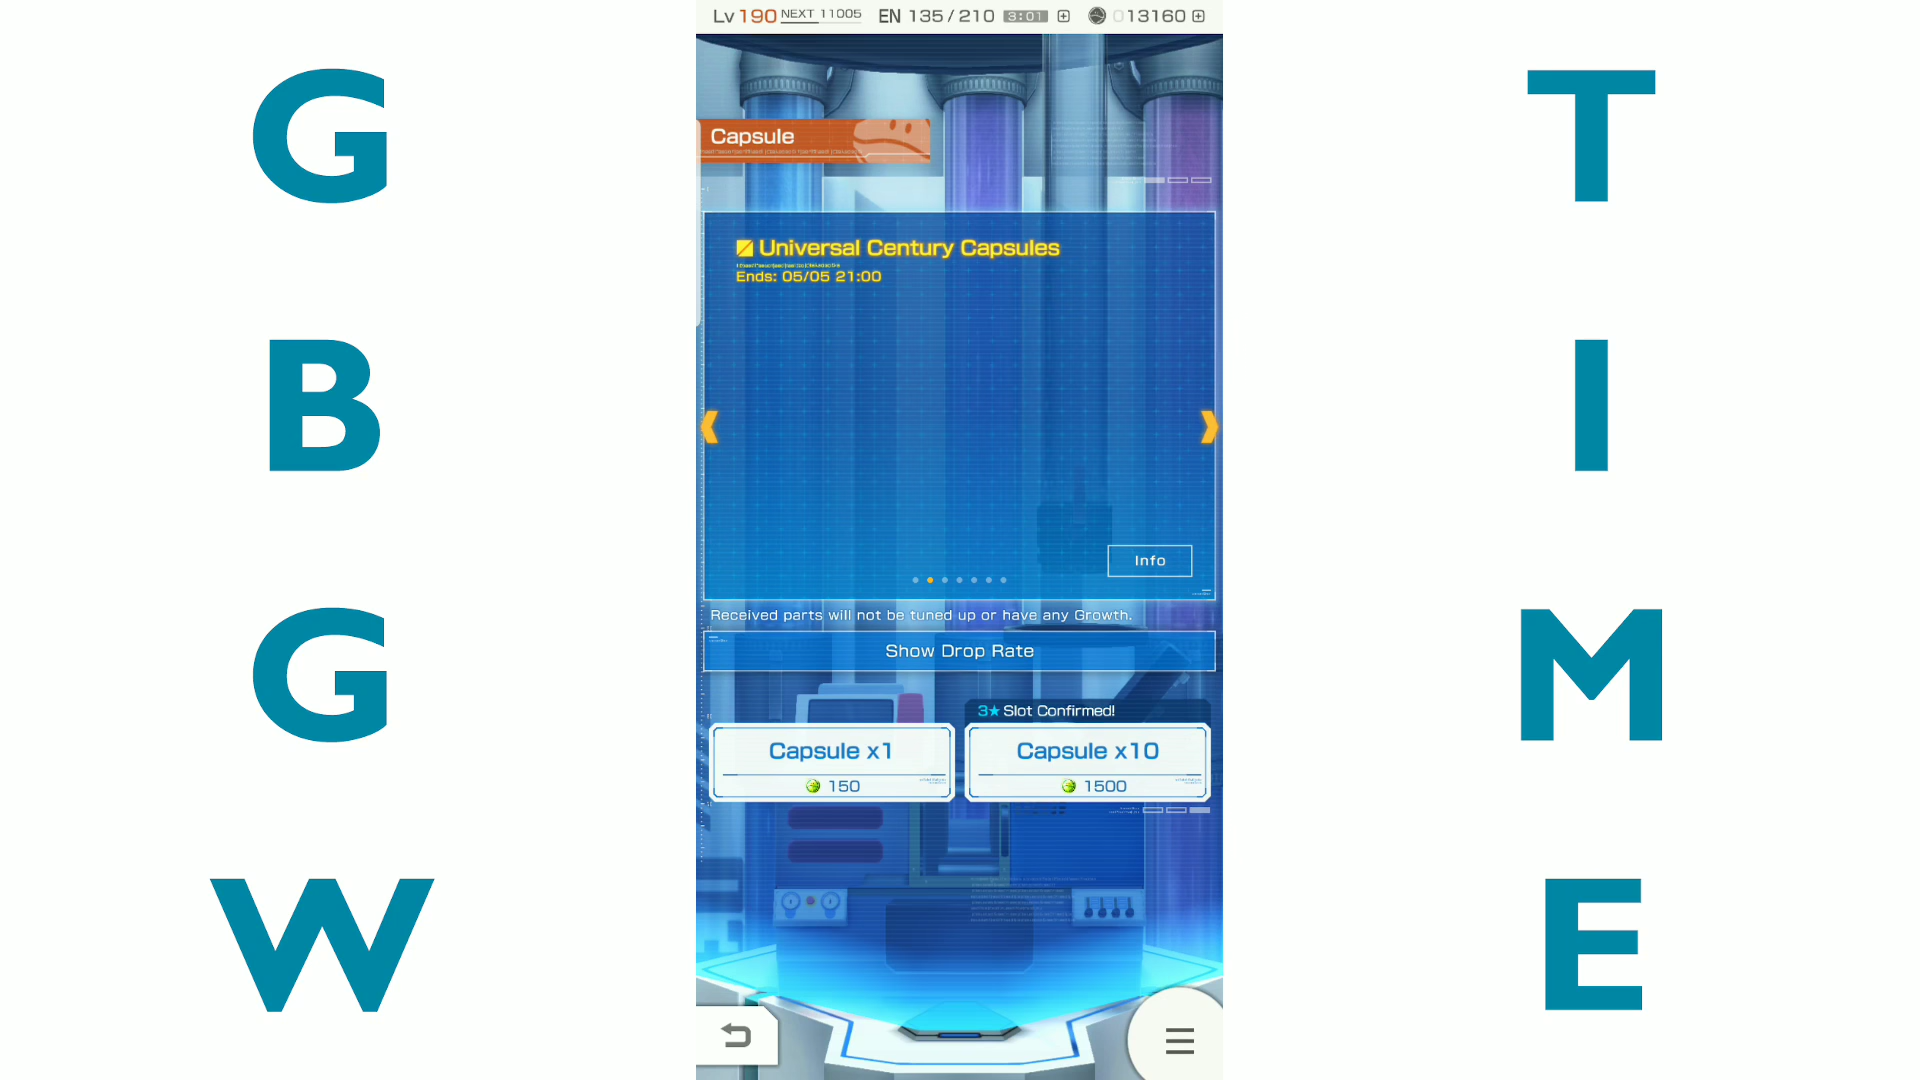 G
B
G
W
Lv 190 NEXT 11005 EN 135/210 3:01 013160
Capsule
Universal Century Capsules
Ends: 05/05 21:00
Info
Received parts will not be tuned up or have any Growth.
Show Drop Rate
3★ Slot Confirmed!
Capsule x1
150
Capsule x10
1500
T
I
M
E